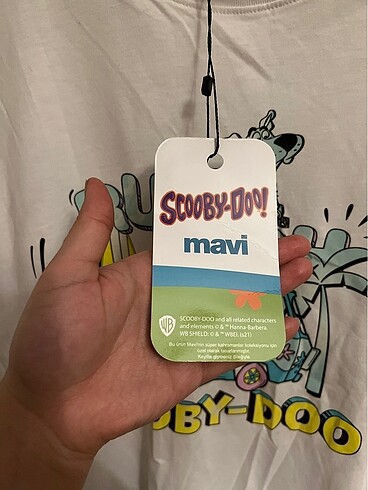 SCOOBY-DOO!
mavi
SCOOBY-DOO and all related characters
and elements © & ™ Hanna-Barbera.
WB SHIELD: © & ™ WBEI. (s21)
Bu ürün Mavi'nin süper kahramanlar koleksiyonu için
özel olarak tasarlanmıştır.
Keyifle giymeniz dileğiyle.
OBY-DOO